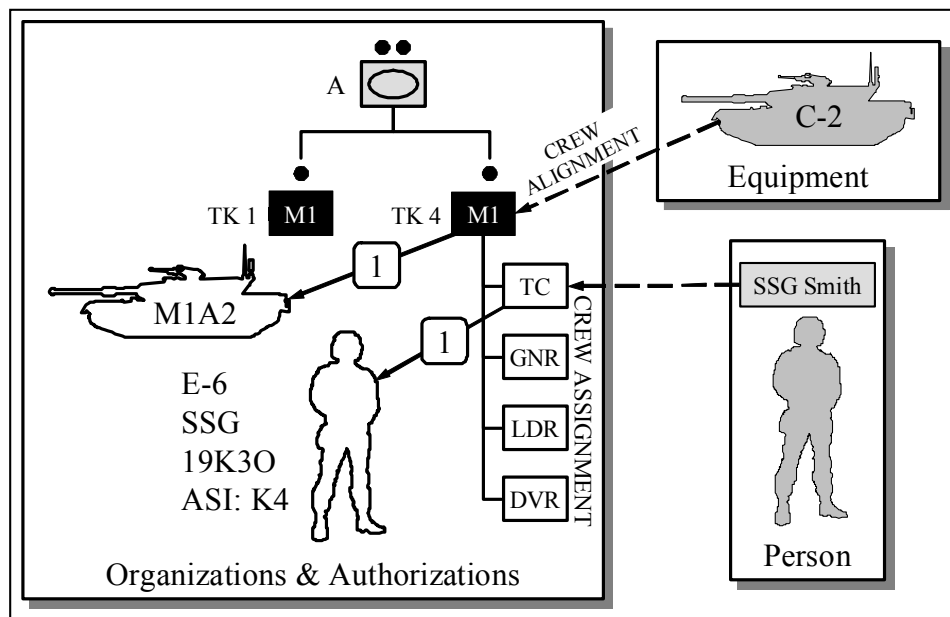 A
TK 1
M1
TK 4
M1
CREW
ALIGNMENT
C-2
Equipment
1
M1A2
TC
SSG Smith
1
GNR
LDR
DVR
CREW ASSIGNMENT
E-6
SSG
19K3O
ASI: K4
Person
Organizations & Authorizations